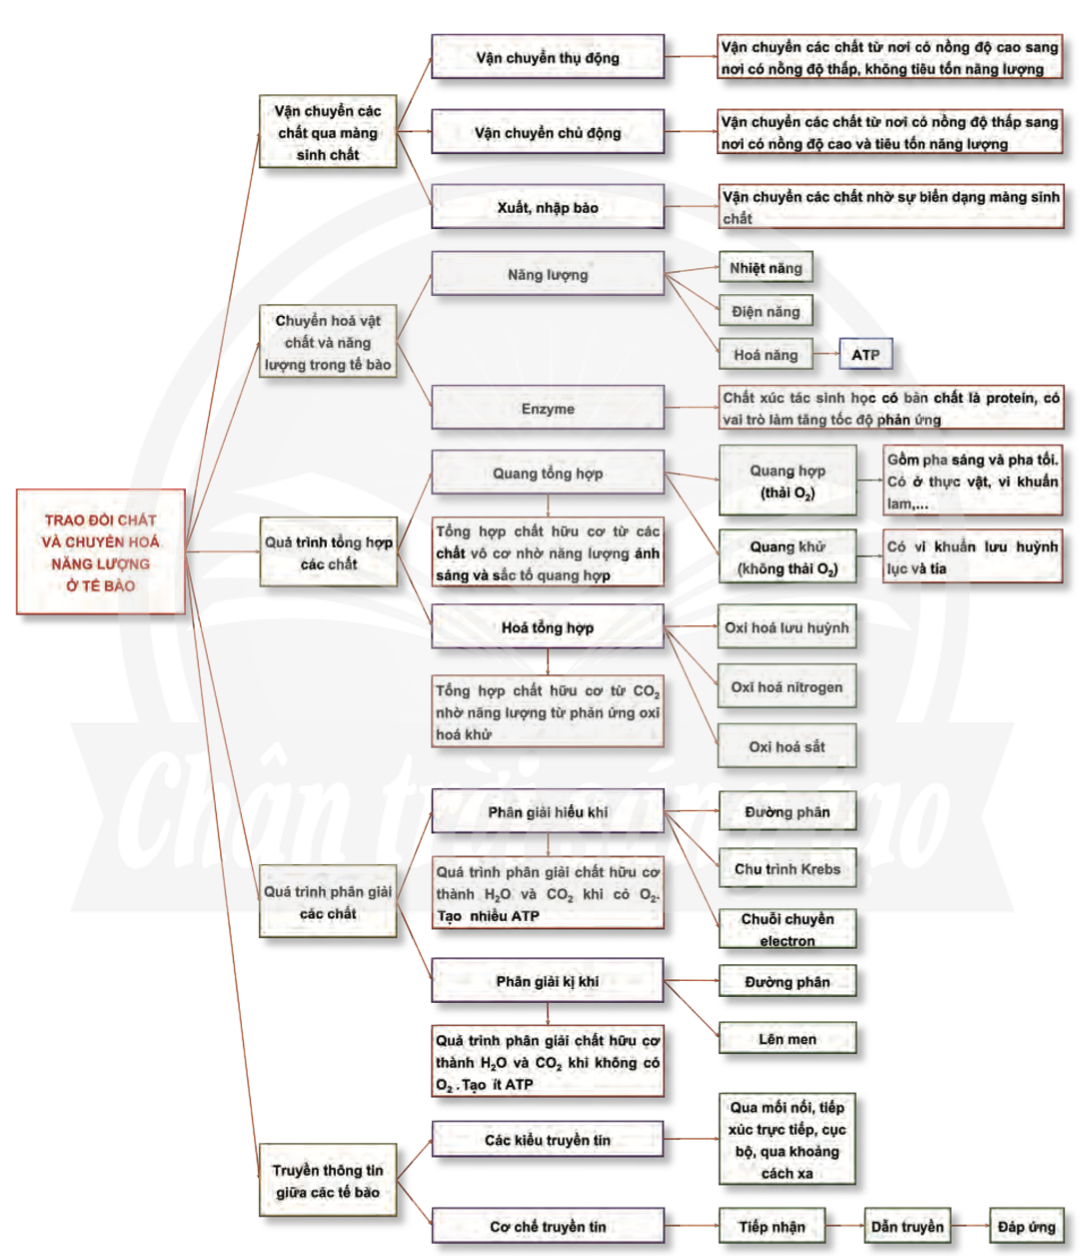 Vận chuyển thụ động
Vận chuyển các chất từ nơi có nồng độ cao sang
nơi có nồng độ thấp, không tiêu tốn năng lượng
Vận chuyển các
chất qua màng
sinh chất
Vận chuyển chủ động
Vận chuyển các chất từ nơi có nồng độ thấp sang
nơi có nồng độ cao và tiêu tốn năng lượng
Xuất, nhập bào
Vận chuyển các chất nhờ sự biến dạng màng sinh
chất
Chuyển hoá vật
chất và năng
lượng trong tế bào
Năng lượng
Nhiệt năng
Điện năng
Hoá năng
ATP
Enzyme
Chất xúc tác sinh học có bản chất là protein, có
vai trò làm tăng tốc độ phản ứng
TRAO ĐỔI CHẤT
VÀ CHUYỂN HOÁ
NĂNG LƯỢNG
Ở TẾ BÀO
Quá trình tổng hợp
các chất
Quang tổng hợp
Tổng hợp chất hữu cơ từ các
chất vô cơ nhờ năng lượng ánh
sáng và sắc tố quang hợp
Quang hợp
(thải O₂)
Gồm pha sáng và pha tối.
Có ở thực vật, vi khuẩn
lam,...
Quang khử
(không thải O₂)
Có vi khuẩn lưu huỳnh
lục và tía
Hoá tổng hợp
Tổng hợp chất hữu cơ từ CO₂
nhờ năng lượng từ phản ứng oxi
hoá khử
Oxi hoá lưu huỳnh
Oxi hoá nitrogen
Oxi hoá sắt
Quá trình phân giải
các chất
Phân giải hiếu khí
Quá trình phân giải chất hữu cơ
thành H₂O và CO₂ khi có O₂.
Tạo nhiều ATP
Đường phân
Chu trình Krebs
Chuỗi chuyền
electron
Phân giải kị khí
Quá trình phân giải chất hữu cơ
thành H₂O và CO₂ khi không có
O₂ . Tạo ít ATP
Đường phân
Lên men
Truyền thông tin
giữa các tế bào
Các kiểu truyền tin
Qua mối nối, tiếp
xúc trực tiếp, cục
bộ, qua khoảng
cách xa
Cơ chế truyền tin
Tiếp nhận
Dẫn truyền
Đáp ứng
Chân trời sáng tạo